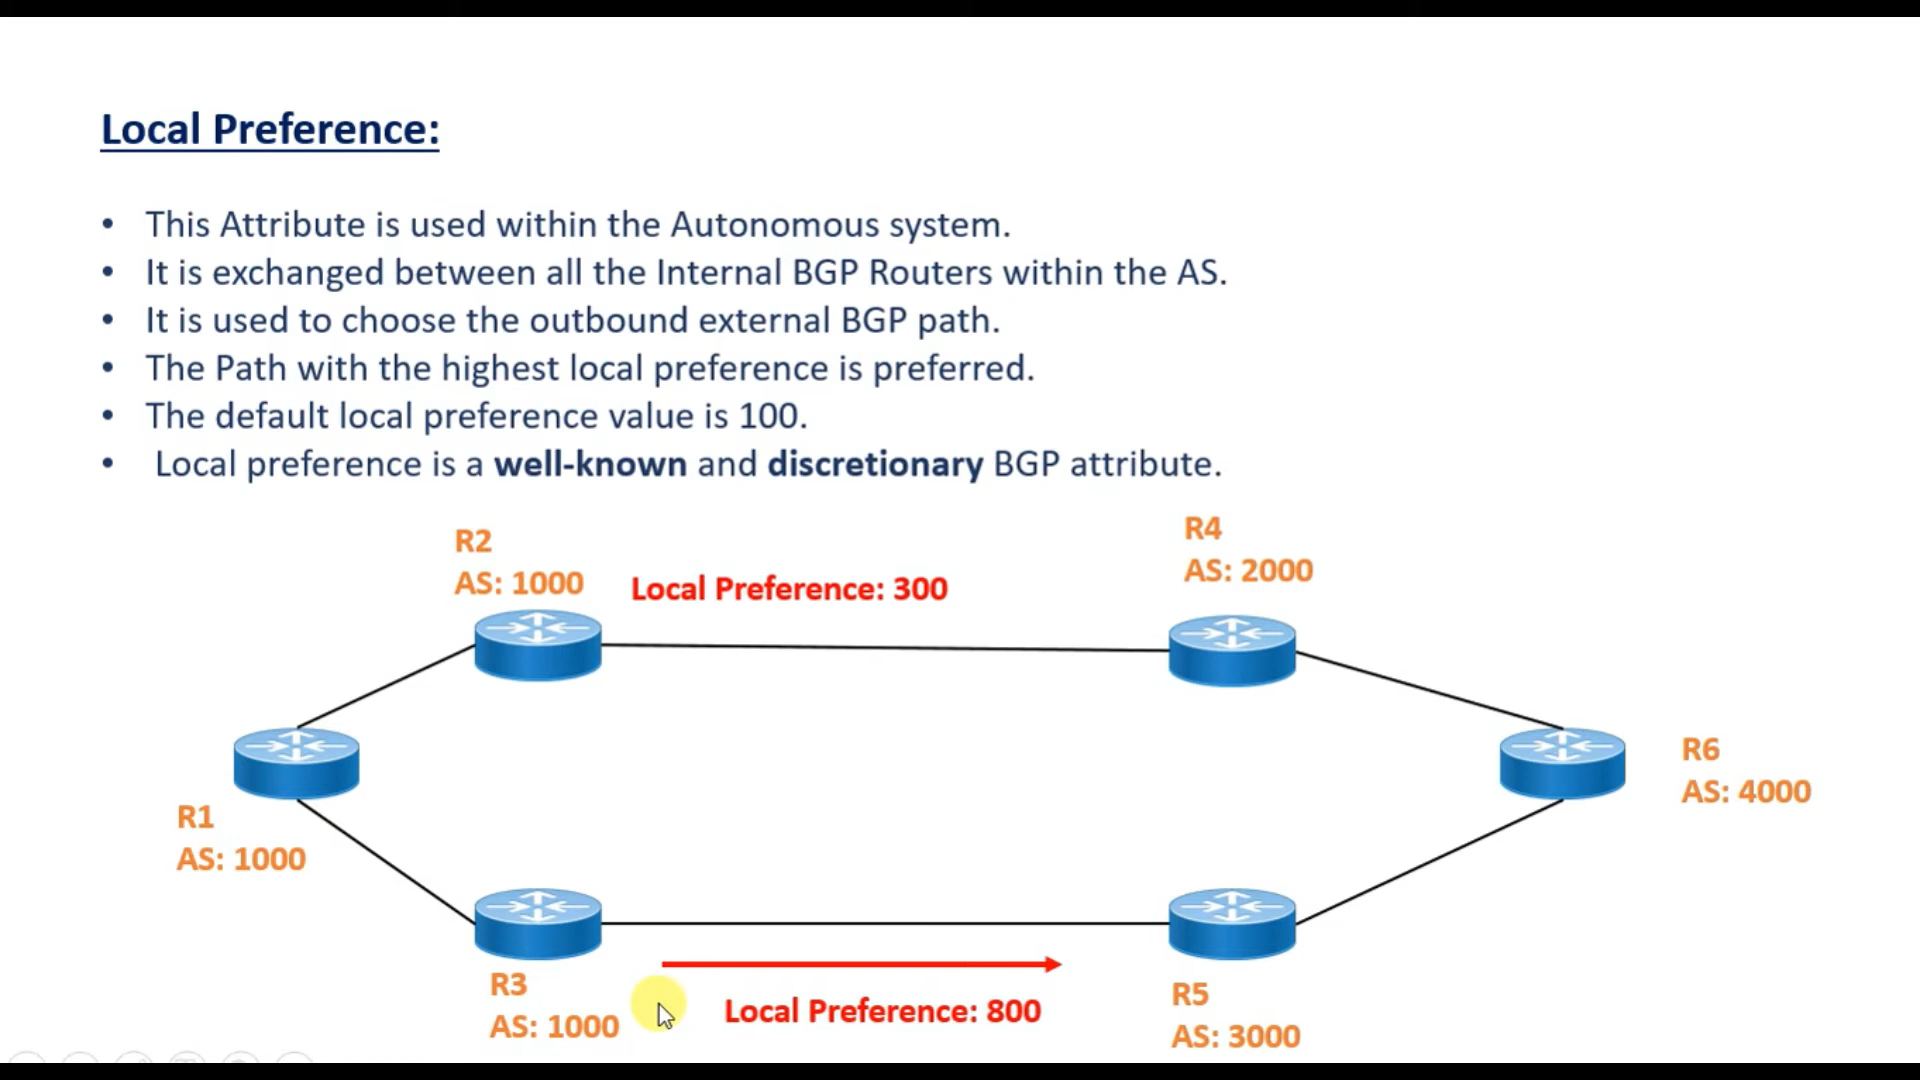 Local Preference:
• This Attribute is used within the Autonomous system.
• It is exchanged between all the Internal BGP Routers within the AS.
• It is used to choose the outbound external BGP path.
• The Path with the highest local preference is preferred.
• The default local preference value is 100.
• Local preference is a well-known and discretionary BGP attribute.
R2
AS: 1000
Local Preference: 300
R4
AS: 2000
R1
AS: 1000
R6
AS: 4000
R3
AS: 1000
Local Preference: 800
R5
AS: 3000